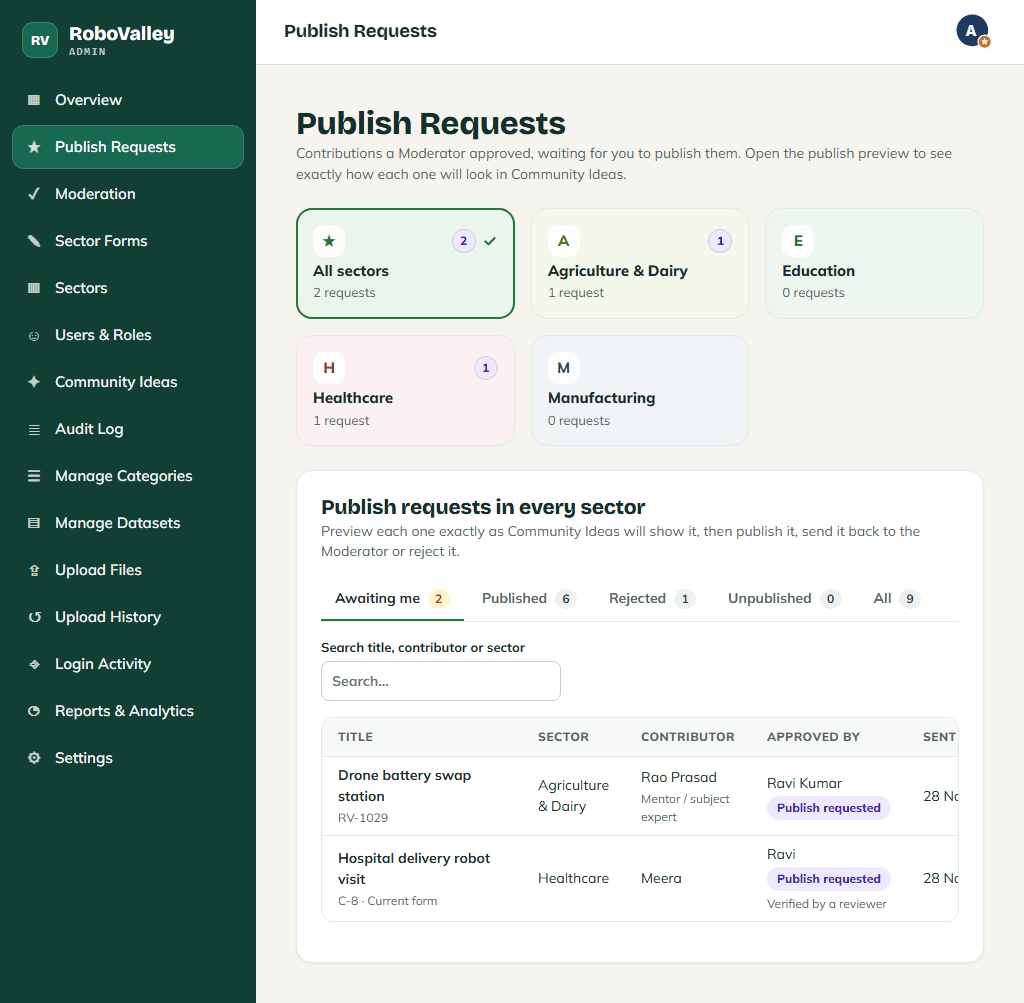 RV
RoboValley
ADMIN
Overview
Publish Requests
Moderation
Sector Forms
Sectors
Users & Roles
Community Ideas
Audit Log
Manage Categories
Manage Datasets
Upload Files
Upload History
Login Activity
Reports & Analytics
Settings
Publish Requests
A
Publish Requests
Contributions a Moderator approved, waiting for you to publish them. Open the publish preview to see
exactly how each one will look in Community Ideas.
2
All sectors
2 requests
A 1
Agriculture & Dairy
1 request
E
Education
0 requests
H 1
Healthcare
1 request
M
Manufacturing
0 requests
Publish requests in every sector
Preview each one exactly as Community Ideas will show it, then publish it, send it back to the
Moderator or reject it.
Awaiting me 2 Published 6 Rejected 1 Unpublished 0 All 9
Search title, contributor or sector
Search...
TITLE SECTOR CONTRIBUTOR APPROVED BY SENT
Drone battery swap
station
RV-1029
Agriculture
& Dairy
Rao Prasad
Mentor / subject
expert
Ravi Kumar
Publish requested
28
Hospital delivery robot
visit
C-8 · Current form
Healthcare
Meera
Ravi
Publish requested
Verified by a reviewer
28